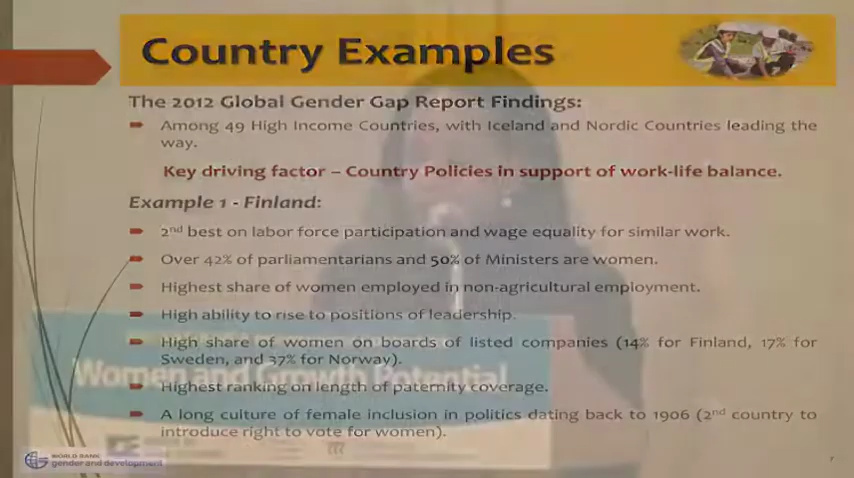 Country Examples
The 2012 Global Gender Gap Report Findings:
Among 49 High Income Countries, with Iceland and Nordic Countries leading the
way.
Key driving factor – Country Policies in support of work-life balance.
Example 1 - Finland:
2nd best on labor force participation and wage equality for similar work.
Over 42% of parliamentarians and 50% of Ministers are women.
Highest share of women employed in non-agricultural employment.
High ability to rise to positions of leadership.
High share of women on boards of listed companies (14% for Finland, 17% for
Sweden, and 37% for Norway).
Women and Growth Potential
Highest ranking on length of paternity coverage.
A long culture of female inclusion in politics dating back to 1906 (2nd country to
introduce right to vote for women).
WORLD BANK
gender and development